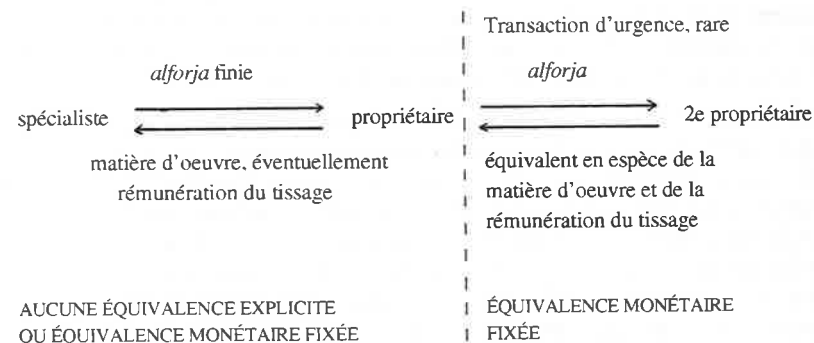 Transaction d'urgence, rare
alforja finie
alforja
spécialiste
propriétaire
2e propriétaire
matière d'oeuvre, éventuellement
rémunération du tissage
équivalent en espèce de la
matière d'oeuvre et de la
rémunération du tissage
AUCUNE ÉQUIVALENCE EXPLICITE
OU ÉQUIVALENCE MONÉTAIRE FIXÉE
ÉQUIVALENCE MONÉTAIRE
FIXÉE